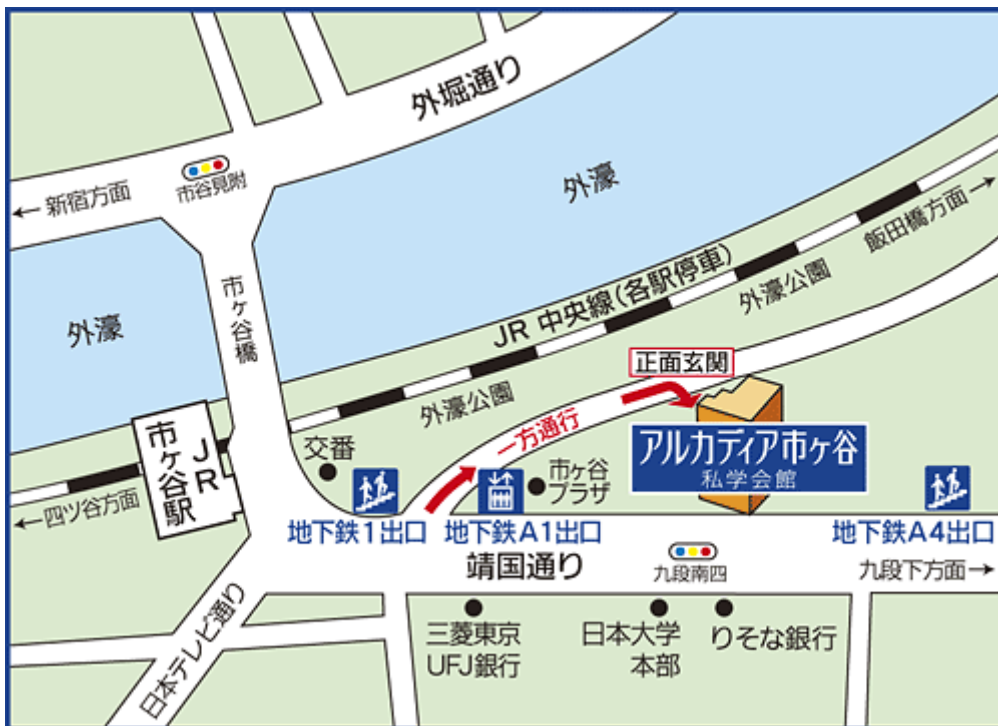 外堀通り
←新宿方面
市谷見附
外濠
飯田橋方面→
市ヶ谷橋
外濠
JR 中央線(各駅停車)
外濠公園
正面玄関
外濠公園
JR
市ヶ谷駅
一方通行
アルカディア市ヶ谷
私学会館
交番
市ヶ谷
プラザ
←四ツ谷方面
地下鉄1出口
地下鉄A1出口
地下鉄A4出口
靖国通り
九段南四
九段下方面→
日本テレビ通り
三菱東京
UFJ銀行
日本大学
本部
りそな銀行